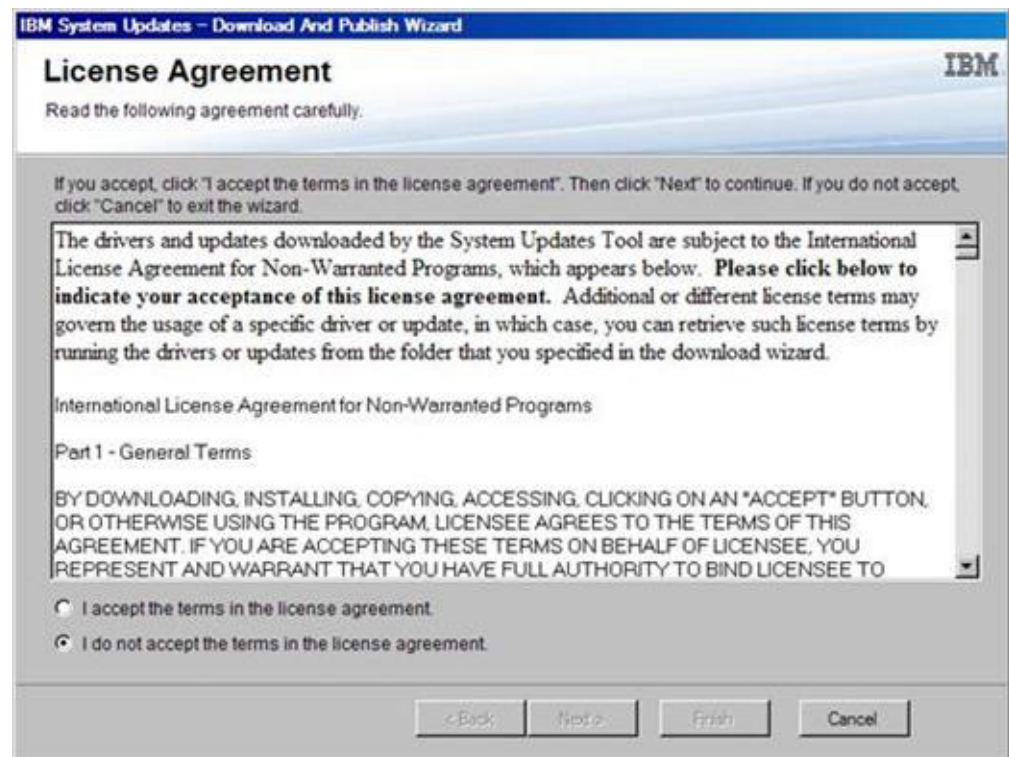 IBM System Updates – Download And Publish Wizard
License Agreement
IBM
Read the following agreement carefully.
If you accept, click "I accept the terms in the license agreement". Then click "Next" to continue. If you do not accept,
click "Cancel" to exit the wizard.
The drivers and updates downloaded by the System Updates Tool are subject to the International
License Agreement for Non-Warranted Programs, which appears below. Please click below to
indicate your acceptance of this license agreement. Additional or different license terms may
govern the usage of a specific driver or update, in which case, you can retrieve such license terms by
running the drivers or updates from the folder that you specified in the download wizard.
International License Agreement for Non-Warranted Programs
Part 1 - General Terms
BY DOWNLOADING, INSTALLING, COPYING, ACCESSING, CLICKING ON AN "ACCEPT" BUTTON,
OR OTHERWISE USING THE PROGRAM, LICENSEE AGREES TO THE TERMS OF THIS
AGREEMENT. IF YOU ARE ACCEPTING THESE TERMS ON BEHALF OF LICENSEE, YOU
REPRESENT AND WARRANT THAT YOU HAVE FULL AUTHORITY TO BIND LICENSEE TO
I accept the terms in the license agreement.
I do not accept the terms in the license agreement.
< Back Next > Finish Cancel